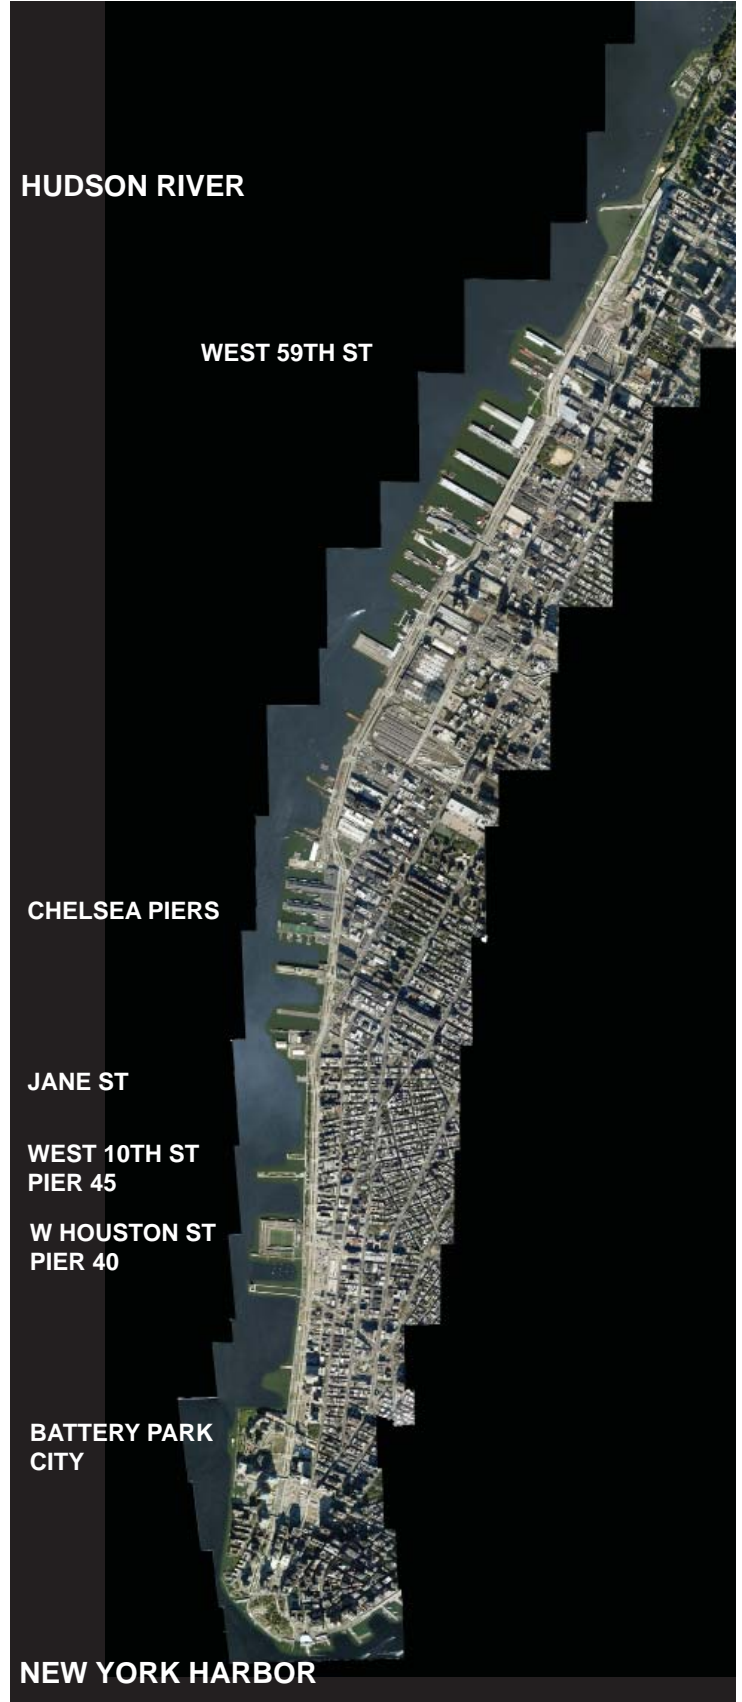 HUDSON RIVER
WEST 59TH ST
CHELSEA PIERS
JANE ST
WEST 10TH ST
PIER 45
W HOUSTON ST
PIER 40
BATTERY PARK
CITY
NEW YORK HARBOR